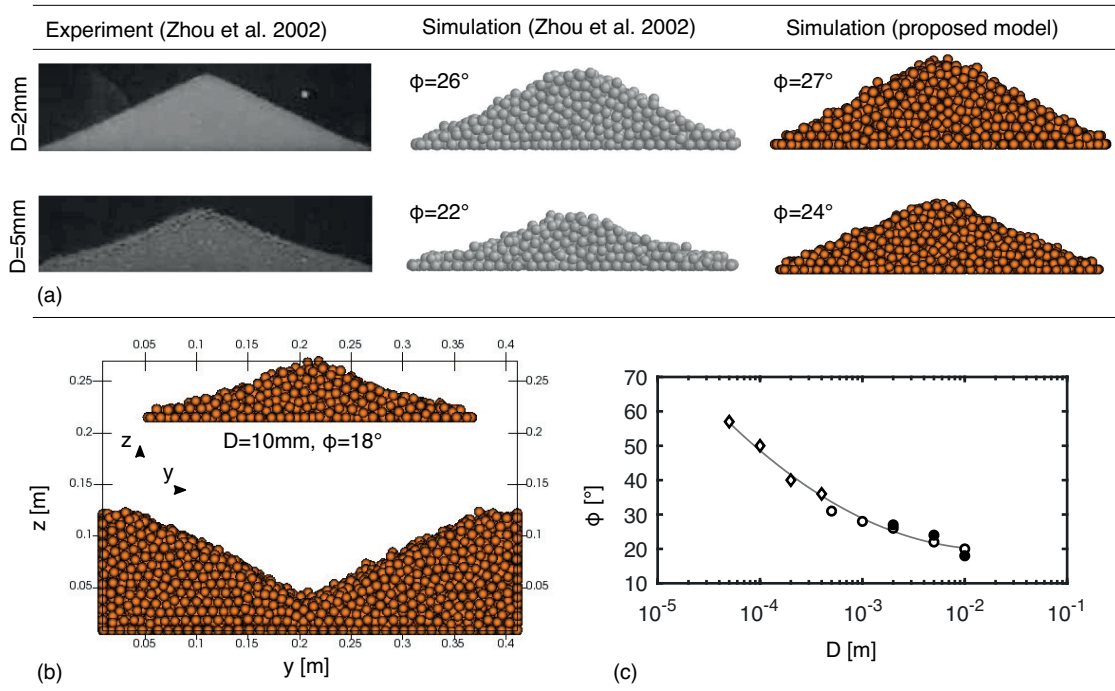 Experiment (Zhou et al. 2002) Simulation (Zhou et al. 2002) Simulation (proposed model)
D=2mm
ϕ=26°
ϕ=27°
D=5mm
ϕ=22°
ϕ=24°
(a)
0.05 0.1 0.15 0.2 0.25 0.3 0.35 0.4
0.25 0.25
D=10mm, ϕ=18°
0.2 0.2
z
y
0.15 0.15
z [m]
0.1 0.1
0.05 0.05
0.05 0.1 0.15 0.2 0.25 0.3 0.35 0.4
y [m]
(b)
70
60
50
40
30
20
10
ϕ [°]
10⁻⁵ 10⁻⁴ 10⁻³ 10⁻² 10⁻¹
D [m]
(c)